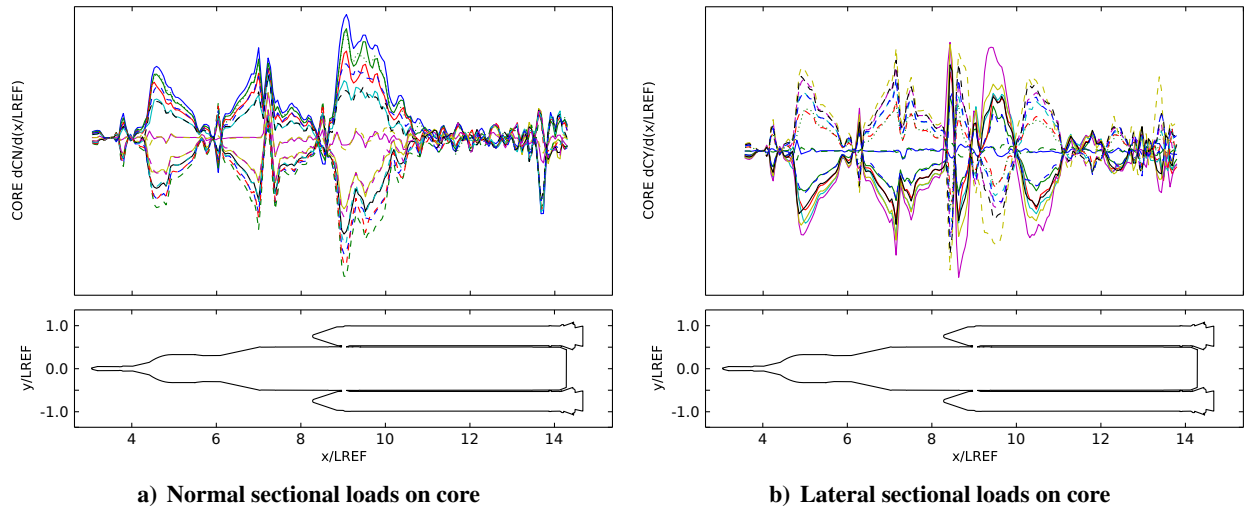 CORE dCN/d(x/LREF)
1.0
0.0
-1.0
y/LREF
4 6 8 10 12 14
x/LREF
a) Normal sectional loads on core
CORE dCY/d(x/LREF)
1.0
0.0
-1.0
y/LREF
4 6 8 10 12 14
x/LREF
b) Lateral sectional loads on core